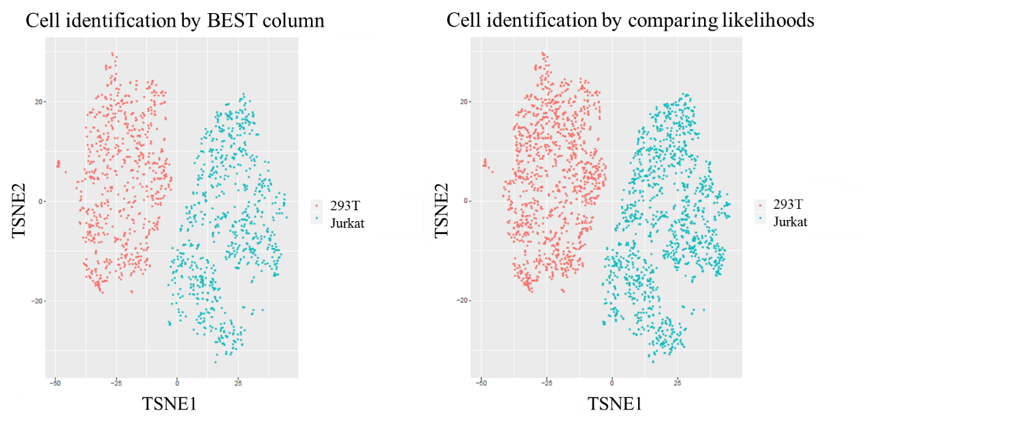 Cell identification by BEST column
Cell identification by comparing likelihoods
20
0
−20
TSNE2
−50
−25
0
25
TSNE1
293T
Jurkat
20
0
−20
TSNE2
−50
−25
0
25
TSNE1
293T
Jurkat